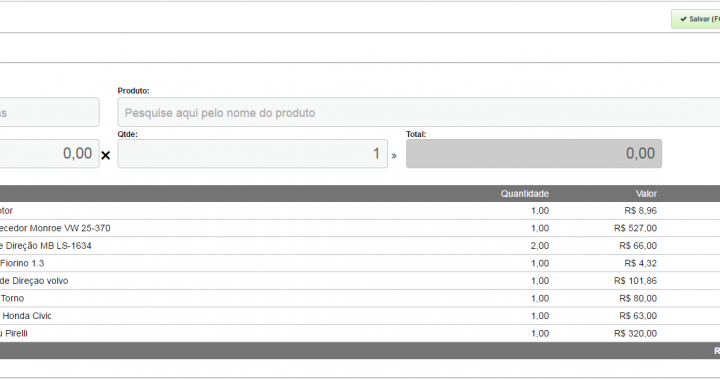 Salvar (F
Produto:
as
Pesquise aqui pelo nome do produto
Qtde:
Total:
0,00 × 1 » 0,00
Quantidade Valor
otor 1,00 R$ 8,96
ecedor Monroe VW 25-370 1,00 R$ 527,00
e Direção MB LS-1634 2,00 R$ 66,00
Fiorino 1.3 1,00 R$ 4,32
de Direçao volvo 1,00 R$ 101,86
Torno 1,00 R$ 80,00
Honda Civic 1,00 R$ 63,00
u Pirelli 1,00 R$ 320,00
R